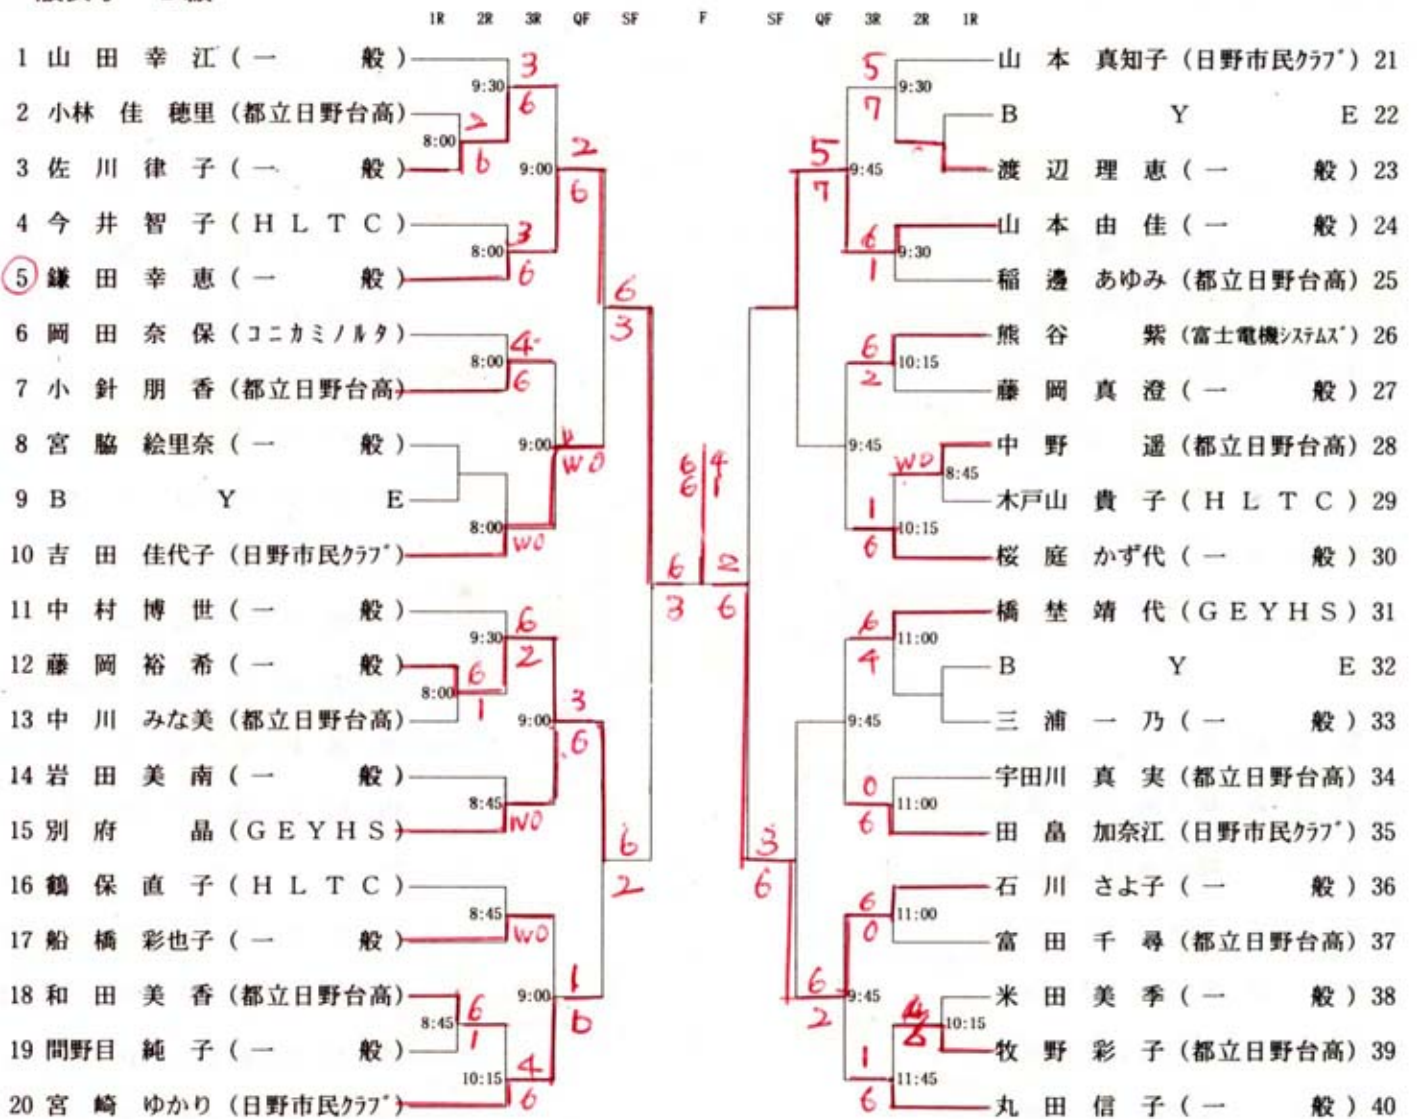 1R 2R 3R QF SF F SF QF 3R 2R 1R
1 山 田 幸 江 ( 一 般 ) 3 5 山 本 真知子 (日野市民クラブ) 21
9:30 6 7 9:30
2 小林 佳 穂里 (都立日野台高) 2 B Y E 22
8:00 2 5
3 佐 川 律 子 ( 一 般 ) 6 9:00 6 7 9:45 渡 辺 理 恵 ( 一 般 ) 23
4 今 井 智 子 ( H L T C ) 3 6 山 本 由 佳 ( 一 般 ) 24
8:00 1 9:30
5 鎌 田 幸 恵 ( 一 般 ) 6 6 稲 邊 あゆみ (都立日野台高) 25
6 岡 田 奈 保 (コニカミノルタ) 4 3 6 熊 谷 紫 (富士電機システムズ) 26
8:00 2 10:15
7 小 針 朋 香 (都立日野台高) 6 藤 岡 真 澄 ( 一 般 ) 27
8 宮 脇 絵里奈 ( 一 般 ) 9:00 WO 9:45 WO 中 野 遥 (都立日野台高) 28
6 4 8:45
9 B Y E 6 1 1 木戸山 貴 子 ( H L T C ) 29
8:00 WO 10:15
10 吉 田 佳代子 (日野市民クラブ) 6 2 6 桜 庭 かず代 ( 一 般 ) 30
11 中 村 博 世 ( 一 般 ) 6 3 6 6 橋 埜 靖 代 ( G E Y H S ) 31
9:30 2 4 11:00
12 藤 岡 裕 希 ( 一 般 ) 6 B Y E 32
8:00 1 3
13 中 川 みな美 (都立日野台高) 9:00 6 9:45 三 浦 一 乃 ( 一 般 ) 33
14 岩 田 美 南 ( 一 般 ) 0 宇田川 真 実 (都立日野台高) 34
8:45 WO 11:00
15 別 府 晶 ( G E Y H S ) 6 3 6 田 畠 加奈江 (日野市民クラブ) 35
16 鶴 保 直 子 ( H L T C ) 2 6 6 石 川 さよ子 ( 一 般 ) 36
8:45 11:00
17 船 橋 彩也子 ( 一 般 ) WO 0 富 田 千 尋 (都立日野台高) 37
18 和 田 美 香 (都立日野台高) 6 9:00 1 6 9:45 米 田 美 季 ( 一 般 ) 38
8:45 1 6 2 10:15
19 間野目 純 子 ( 一 般 ) 4 1 牧 野 彩 子 (都立日野台高) 39
10:15 11:45
20 宮 崎 ゆかり (日野市民クラブ) 6 6 丸 田 信 子 ( 一 般 ) 40